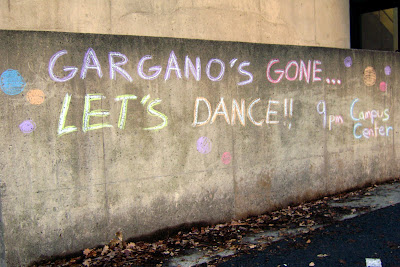 GARGANO'S GONE...
LET'S DANCE!! 9pm Campus Center